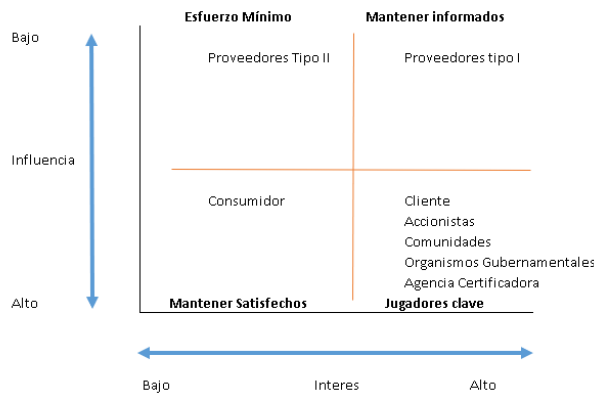 Esfuerzo Mínimo
Mantener informados
Bajo
Proveedores Tipo II
Proveedores tipo I
Influencia
Consumidor
Cliente
Accionistas
Comunidades
Organismos Gubernamentales
Agencia Certificadora
Alto
Mantener Satisfechos
Jugadores clave
Bajo
Interes
Alto